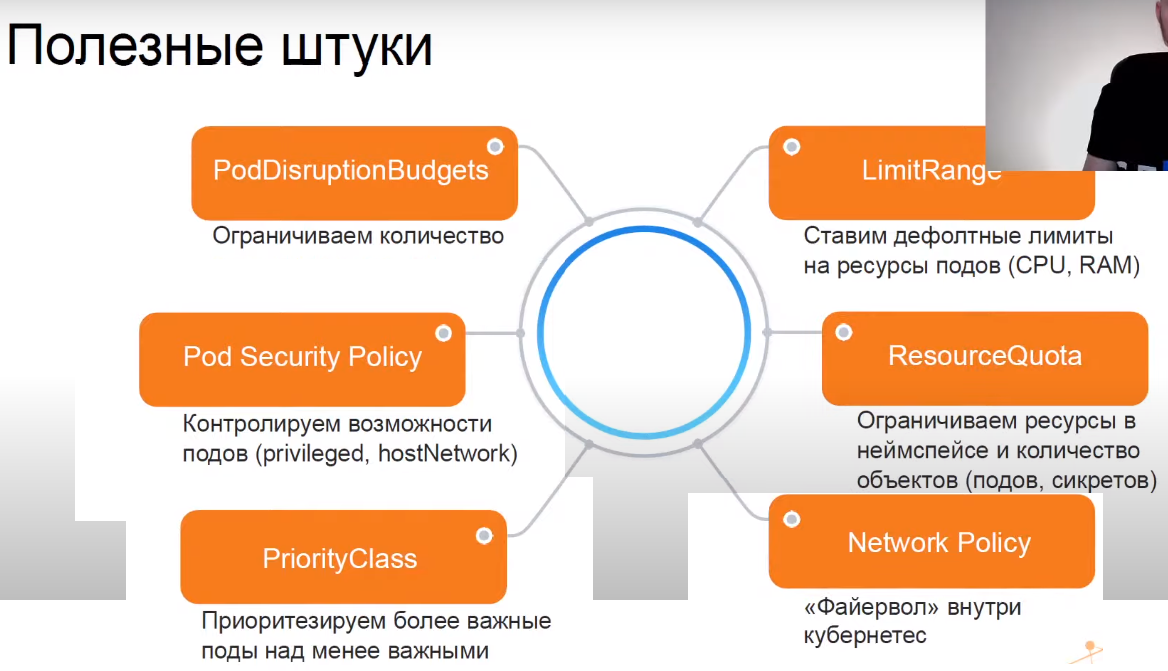 Полезные штуки
PodDisruptionBudgets
Ограничиваем количество
LimitRange
Ставим дефолтные лимиты
на ресурсы подов (CPU, RAM)
Pod Security Policy
Контролируем возможности
подов (privileged, hostNetwork)
ResourceQuota
Ограничиваем ресурсы в
неймспейсе и количество
объектов (подов, сикретов)
PriorityClass
Приоритезируем более важные
поды над менее важными
Network Policy
«Файервол» внутри
кубернетес